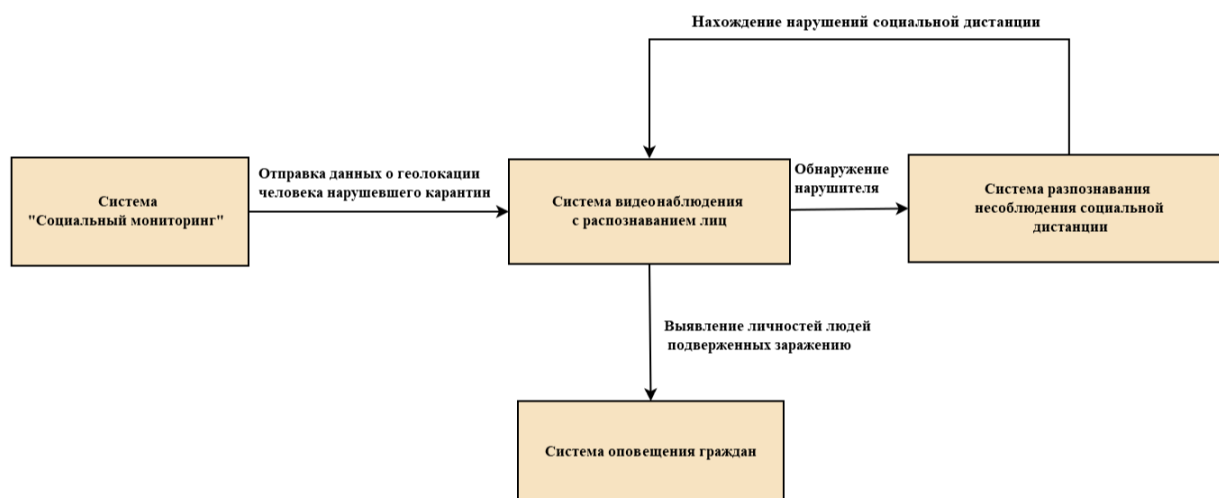 Нахождение нарушений социальной дистанции
Отправка данных о геолокации
человека нарушевшего карантин
Система
"Социальный мониторинг"
Система видеонаблюдения
с распознаванием лиц
Обнаружение
нарушителя
Система разпознавания
несоблюдения социальной
дистанции
Выявление личностей людей
подверженных заражению
Система оповещения граждан